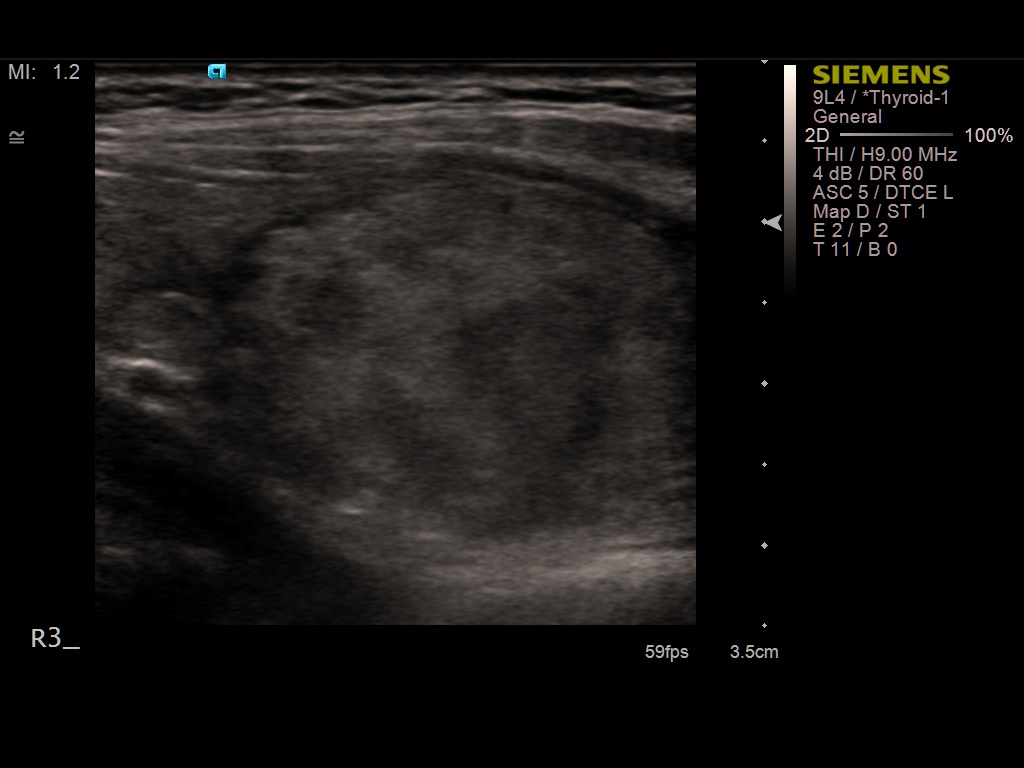 MI: 1.2
SIEMENS
9L4 / *Thyroid-1
General
2D 100%
THI / H9.00 MHz
4 dB / DR 60
ASC 5 / DTCE L
Map D / ST 1
E 2 / P 2
T 11 / B 0
R3_
59fps 3.5cm